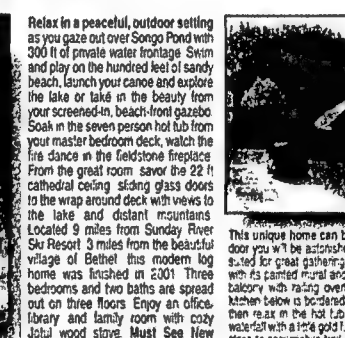 Relax in a peaceful, outdoor setting
as you gaze out over Songo Pond with
300 ft of private water frontage Swim
and play on the hundred feet of sandy
beach, launch your canoe and explore
the lake or take in the beauty from
your screened-in, beach-front gazebo.
Soak in the seven person hot tub from
your master bedroom deck, watch the
fire dance in the fieldstone fireplace
From the great room savor the 22 ft
cathedral ceiling sliding glass doors
to the wrap around deck with views to
the lake and distant mountains
Located 9 miles from Sunday River
Ski Resort 3 miles from the beautiful
village of Bethel this modern log
home was finished in 2001 Three
bedrooms and two baths are spread
out on three floors Enjoy an office,
library and family room with cozy
Jotul wood stove Must See New
This unique home can b
door you w'll be astonishe
suited for great gathering
with its painted mural and
balcony with railing over
kitchen below is bordered
then relax in the hot tub
waterfall with a little gold f